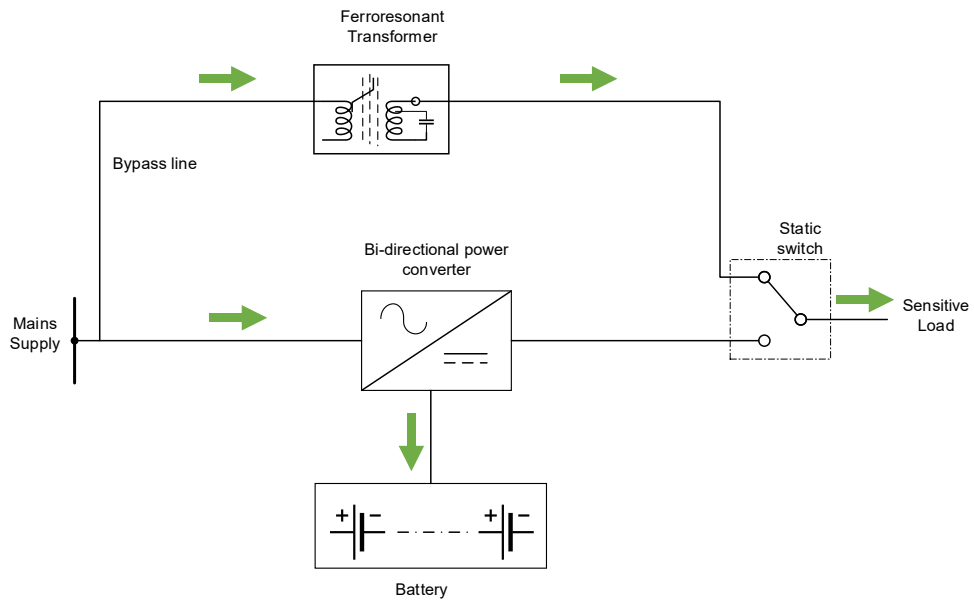 Ferroresonant
Transformer
Bypass line
Static
switch
Bi-directional power
converter
Mains
Supply
Sensitive
Load
+ − + −
Battery